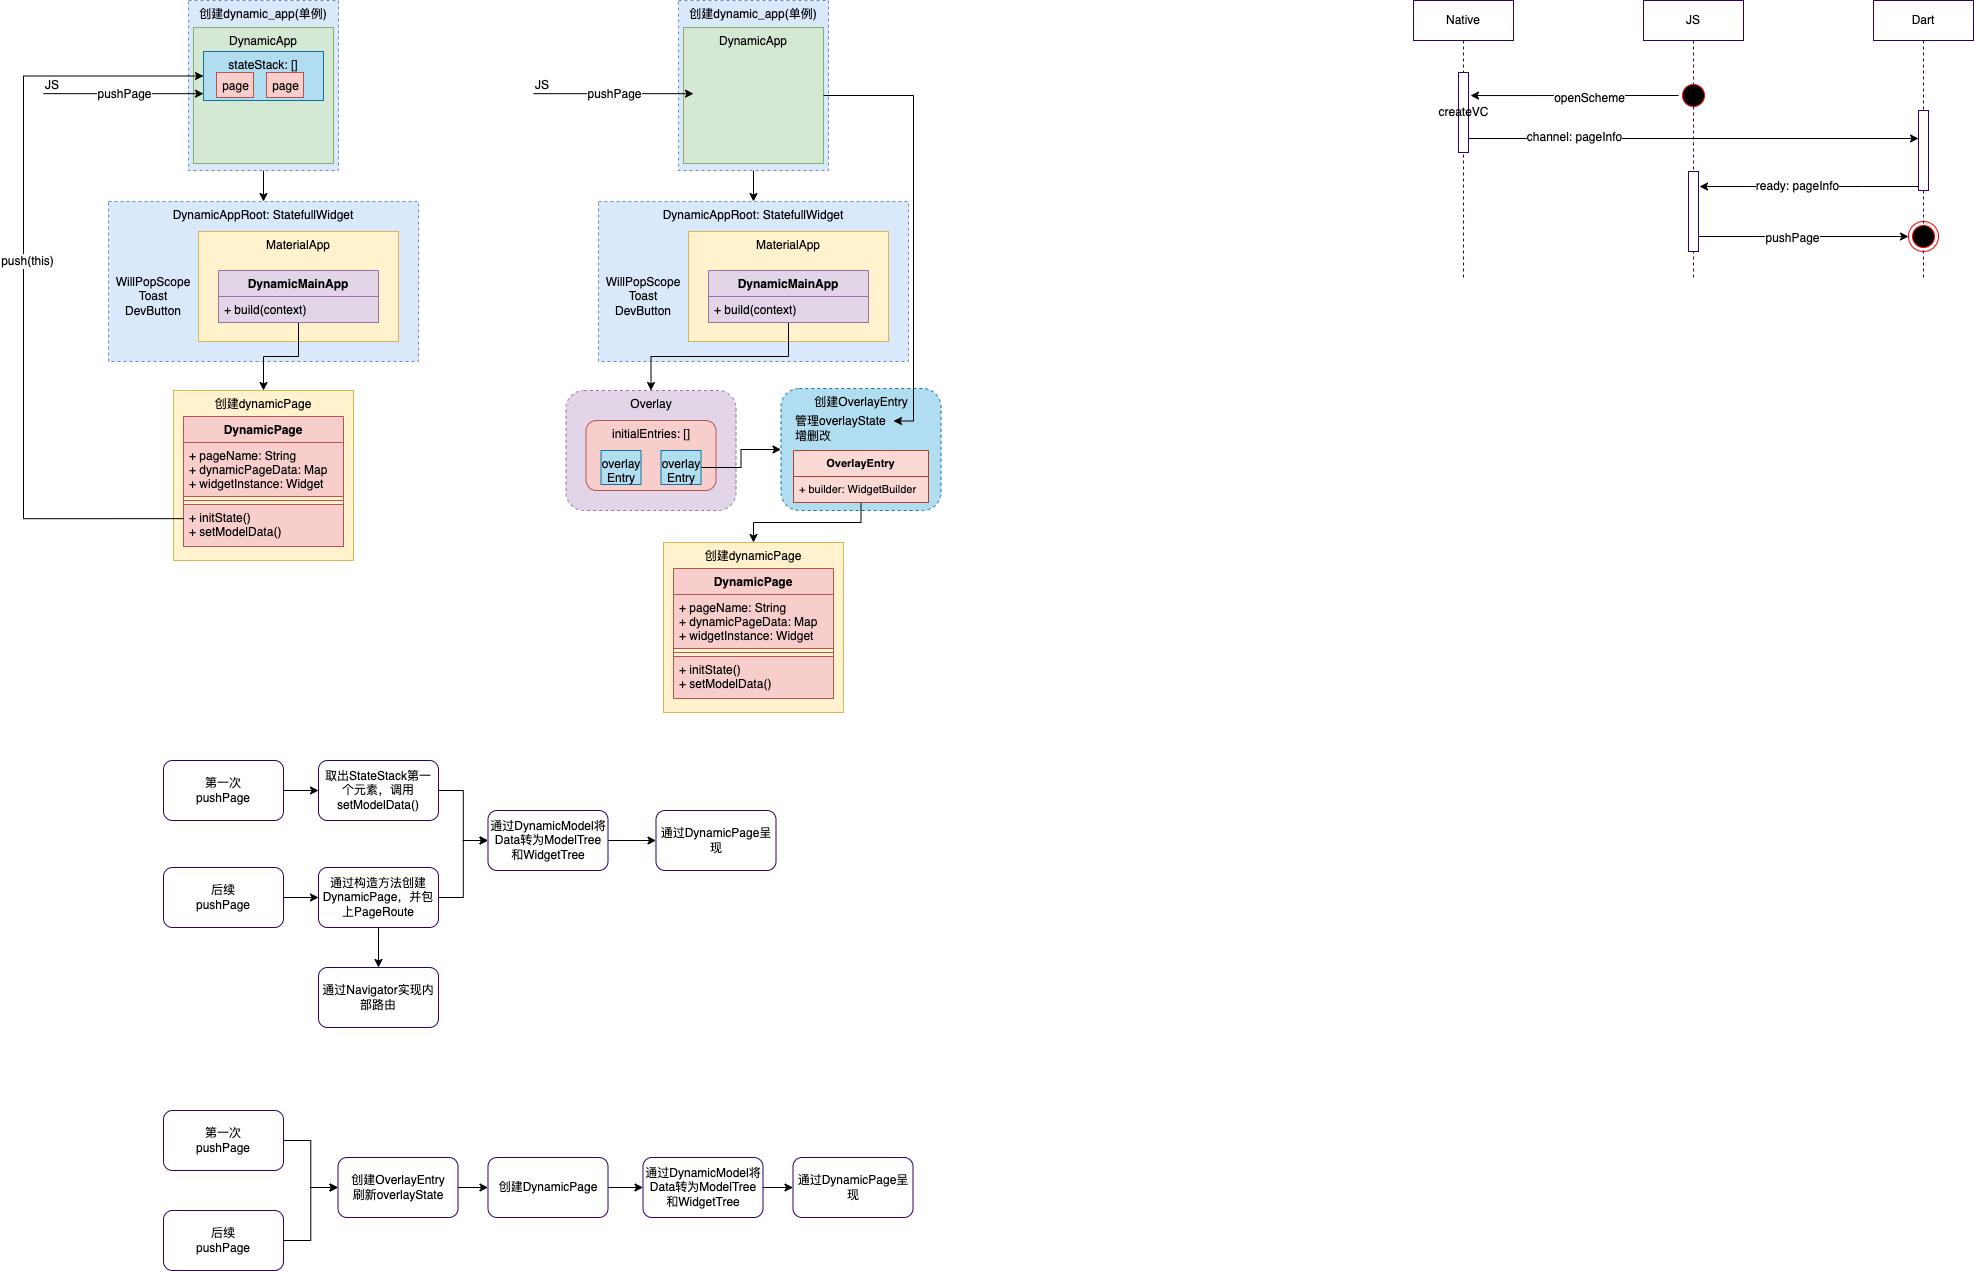 创建dynamic_app(单例)
DynamicApp
stateStack: []
page
page
JS
pushPage
push(this)
DynamicAppRoot: StatefullWidget
MaterialApp
WillPopScope
Toast
DevButton
DynamicMainApp
+ build(context)
创建dynamicPage
DynamicPage
+ pageName: String
+ dynamicPageData: Map
+ widgetInstance: Widget
+ initState()
+ setModelData()
创建dynamic_app(单例)
DynamicApp
JS
pushPage
DynamicAppRoot: StatefullWidget
MaterialApp
WillPopScope
Toast
DevButton
DynamicMainApp
+ build(context)
Overlay
initialEntries: []
overlay
Entry
overlay
Entry
创建OverlayEntry
管理overlayState
增删改
OverlayEntry
+ builder: WidgetBuilder
创建dynamicPage
DynamicPage
+ pageName: String
+ dynamicPageData: Map
+ widgetInstance: Widget
+ initState()
+ setModelData()
Native
JS
Dart
openScheme
createVC
channel: pageInfo
ready: pageInfo
pushPage
第一次
pushPage
取出StateStack第一
个元素，调用
setModelData()
通过DynamicModel将
Data转为ModelTree
和WidgetTree
通过DynamicPage呈
现
后续
pushPage
通过构造方法创建
DynamicPage，并包
上PageRoute
通过Navigator实现内
部路由
第一次
pushPage
后续
pushPage
创建OverlayEntry
刷新overlayState
创建DynamicPage
通过DynamicModel将
Data转为ModelTree
和WidgetTree
通过DynamicPage呈
现